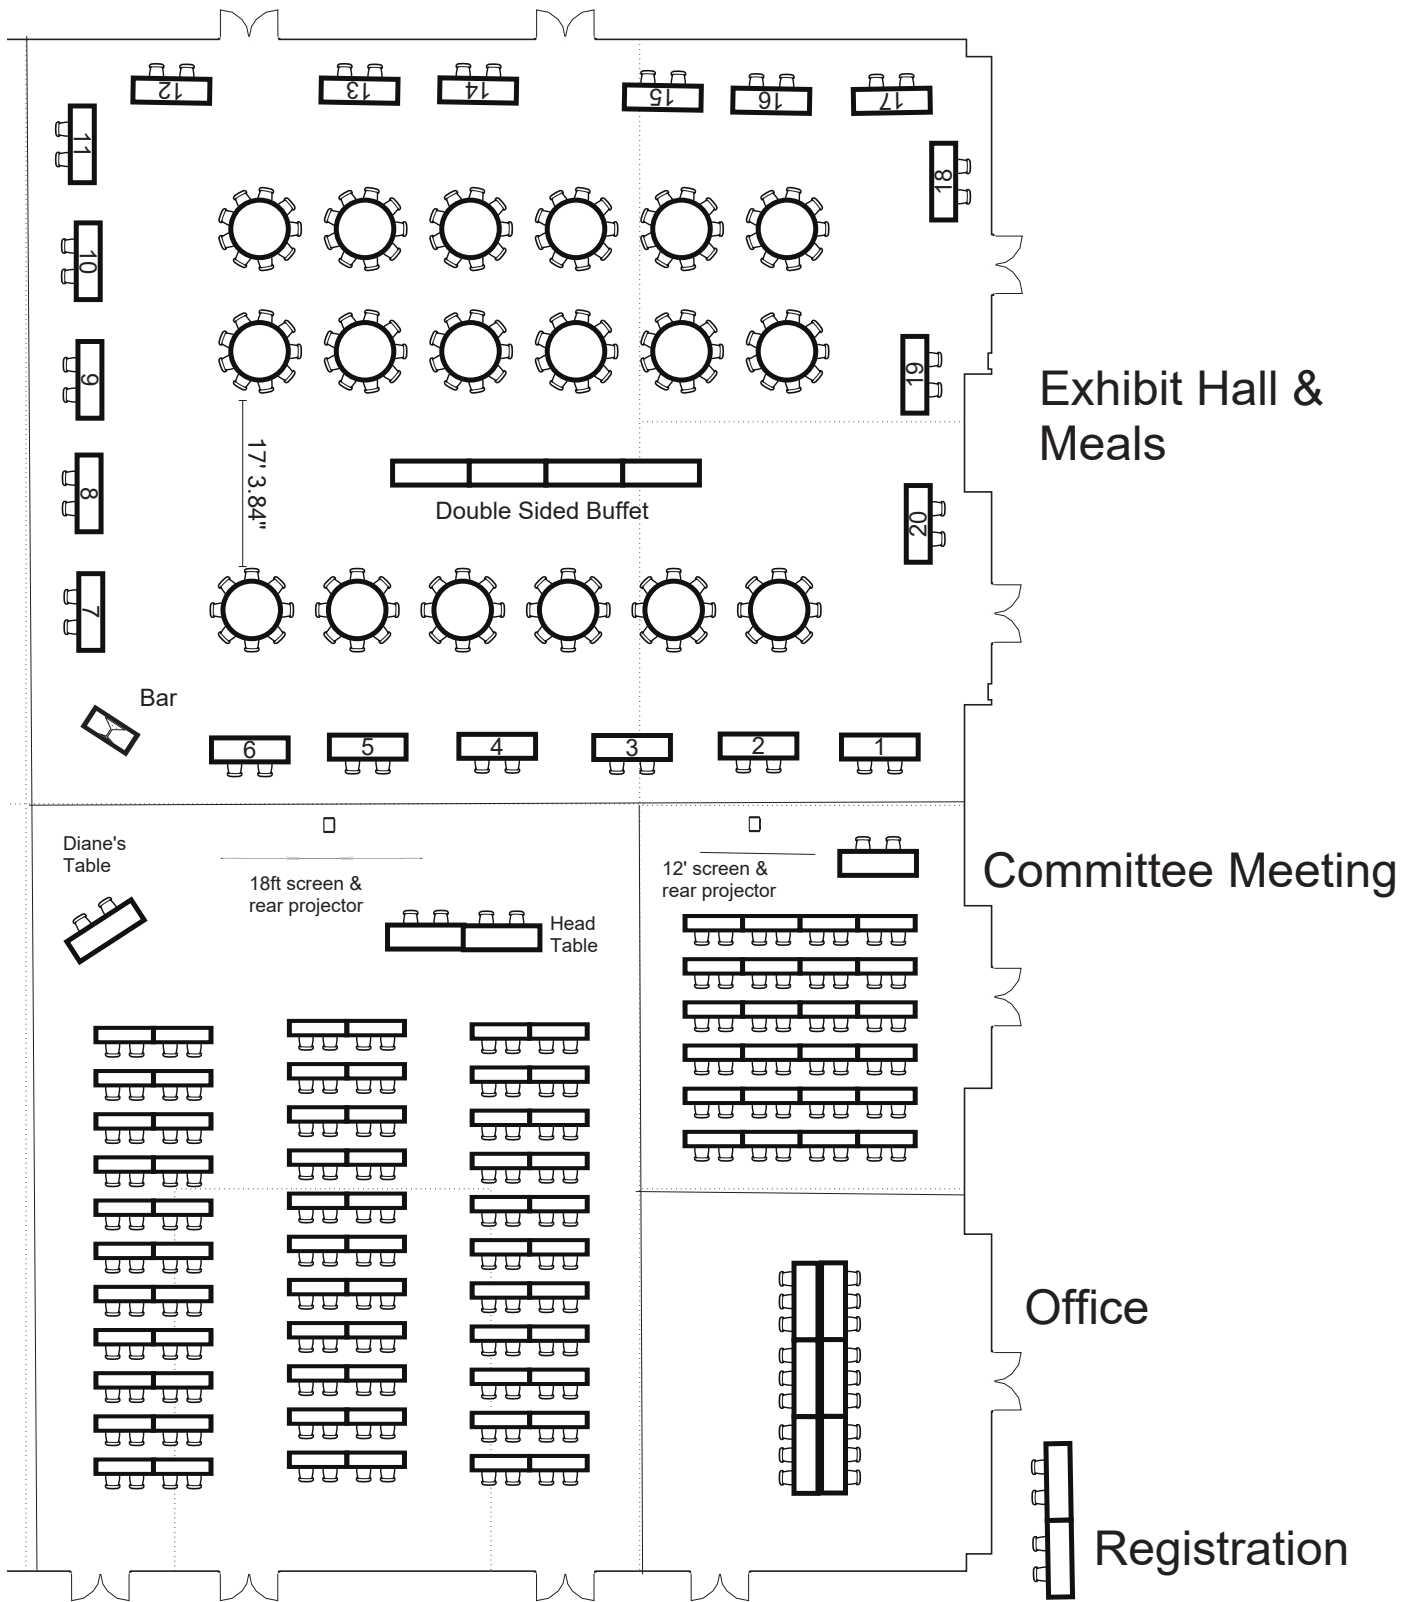 12
13
14
15
16
17
11
18
10
19
9
Exhibit Hall &
Meals
17' 3.84"
8
Double Sided Buffet
20
7
Bar
6
5
4
3
2
1
Diane's
Table
18ft screen &
rear projector
Head
Table
12' screen &
rear projector
Committee Meeting
Office
Registration